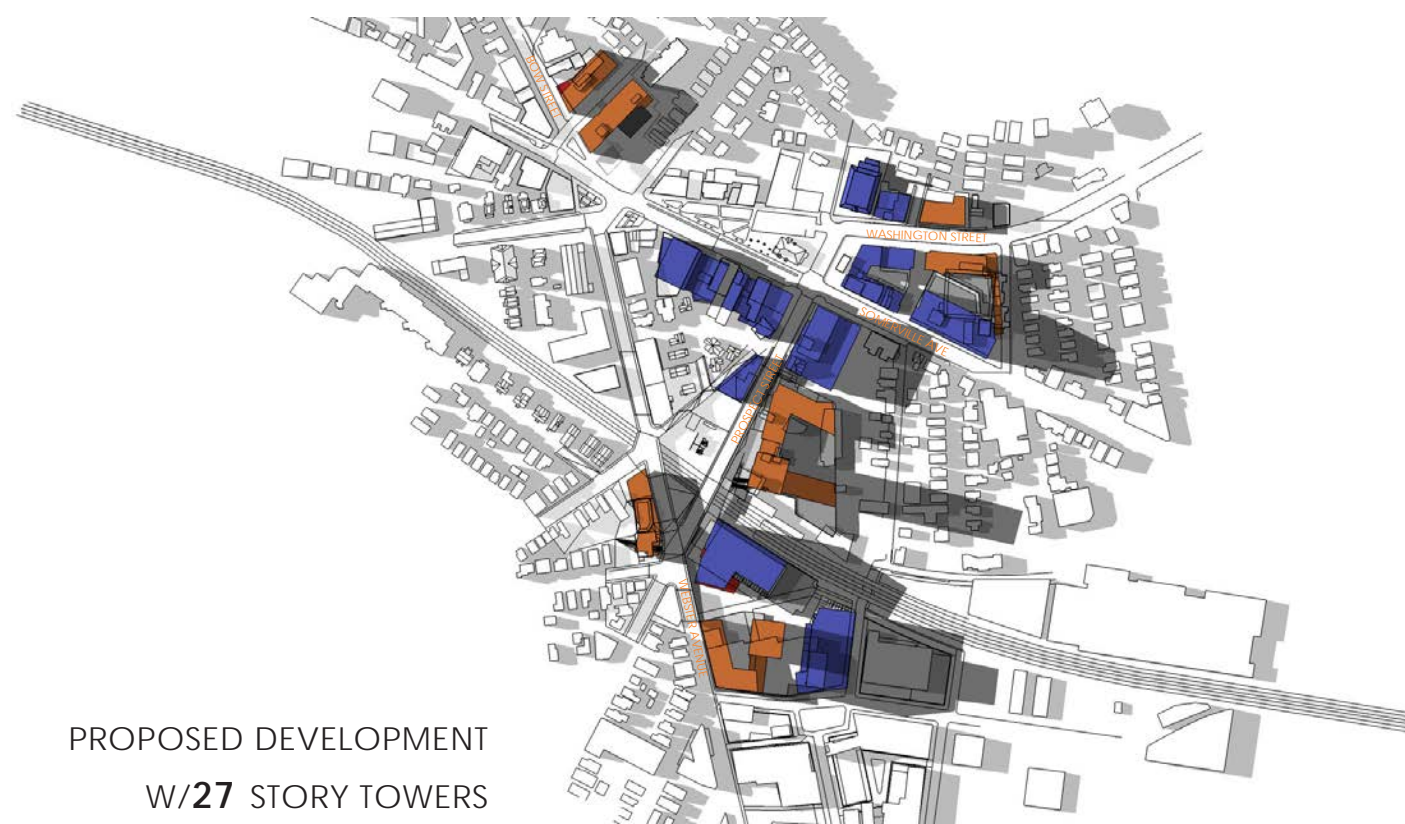 BOW STREET
WASHINGTON STREET
SOMERVILLE AVE
PROSPECT STREET
WEBSTER AVENUE
PROPOSED DEVELOPMENT
W/27 STORY TOWERS